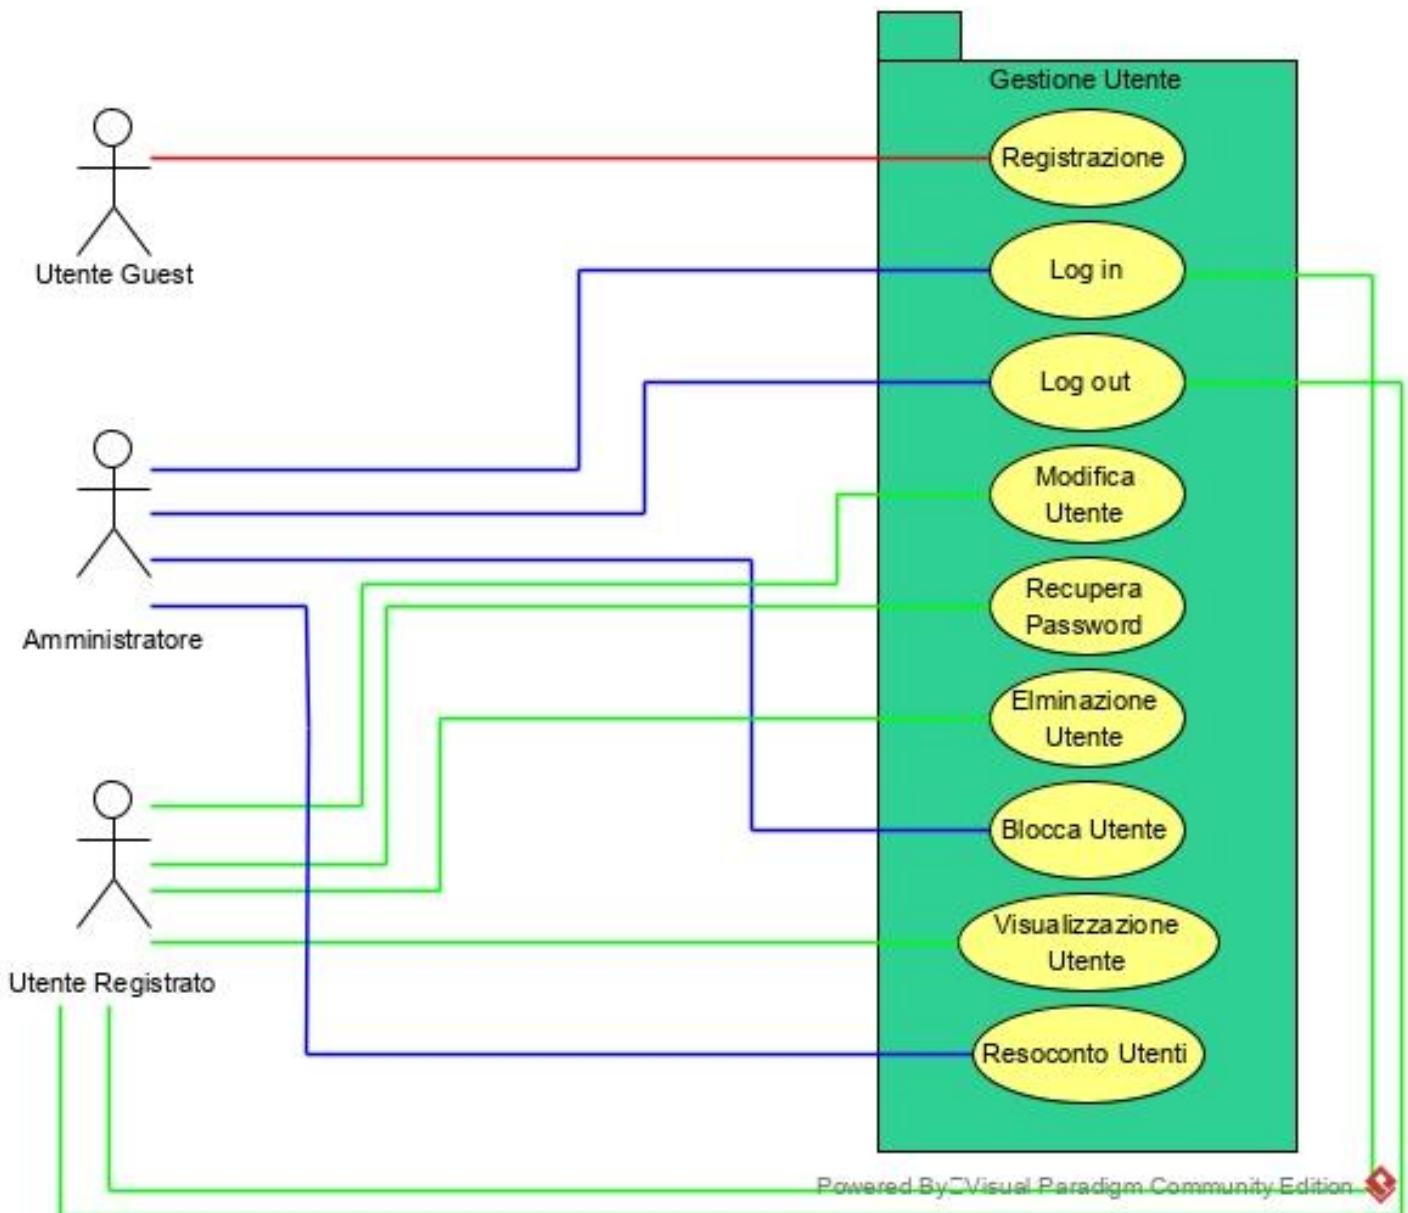 Gestione Utente
Registrazione
Utente Guest
Log in
Log out
Modifica
Utente
Recupera
Password
Amministratore
Elminazione
Utente
Blocca Utente
Visualizzazione
Utente
Utente Registrato
Resoconto Utenti
Powered By Visual Paradigm Community Edition